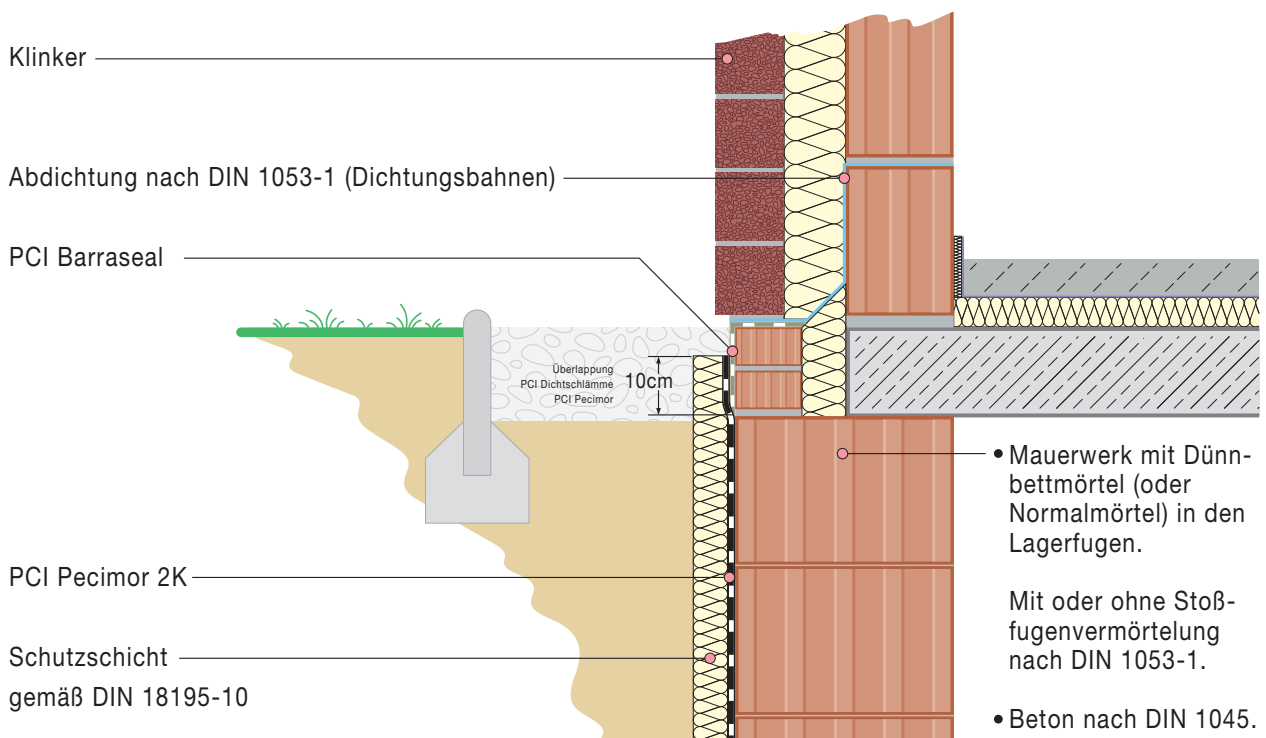 Klinker
Abdichtung nach DIN 1053-1 (Dichtungsbahnen)
PCI Barraseal
Überlappung
PCI Dichtschlämme
PCI Pecimor
10cm
PCI Pecimor 2K
Schutzschicht
gemäß DIN 18195-10
• Mauerwerk mit Dünn-
bettmörtel (oder
Normalmörtel) in den
Lagerfugen.
Mit oder ohne Stoß-
fugenvermörtelung
nach DIN 1053-1.
• Beton nach DIN 1045.